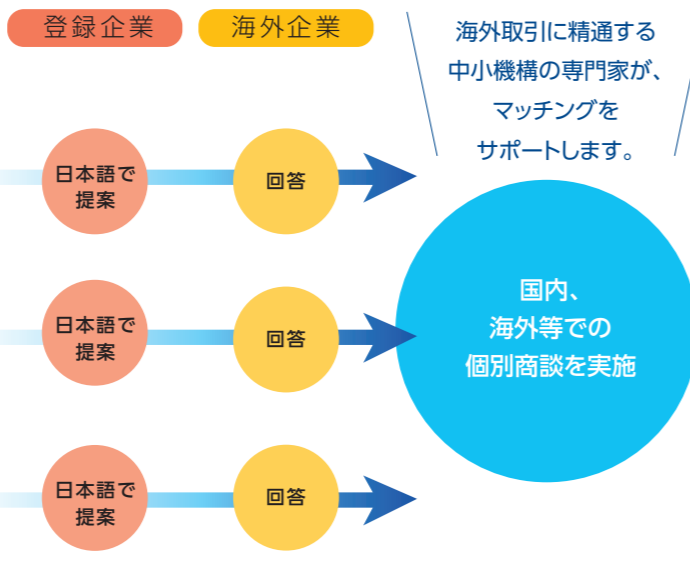 登録企業
海外企業
海外取引に精通する
中小機構の専門家が、
マッチングを
サポートします。
日本語で
提案
回答
日本語で
提案
回答
日本語で
提案
回答
国内、
海外等での
個別商談を実施